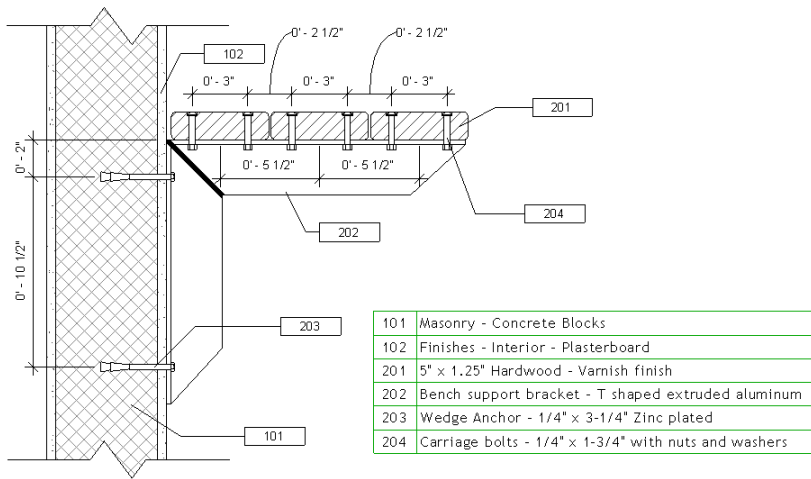 0' - 2 1/2"
0' - 2 1/2"
102
0' - 3"
0' - 3"
0' - 3"
201
0' - 2"
0' - 5 1/2"
0' - 5 1/2"
204
202
0' - 10 1/2"
203
101
101 Masonry - Concrete Blocks
102 Finishes - Interior - Plasterboard
201 5" x 1.25" Hardwood - Varnish finish
202 Bench support bracket - T shaped extruded aluminum
203 Wedge Anchor - 1/4" x 3-1/4" Zinc plated
204 Carriage bolts - 1/4" x 1-3/4" with nuts and washers